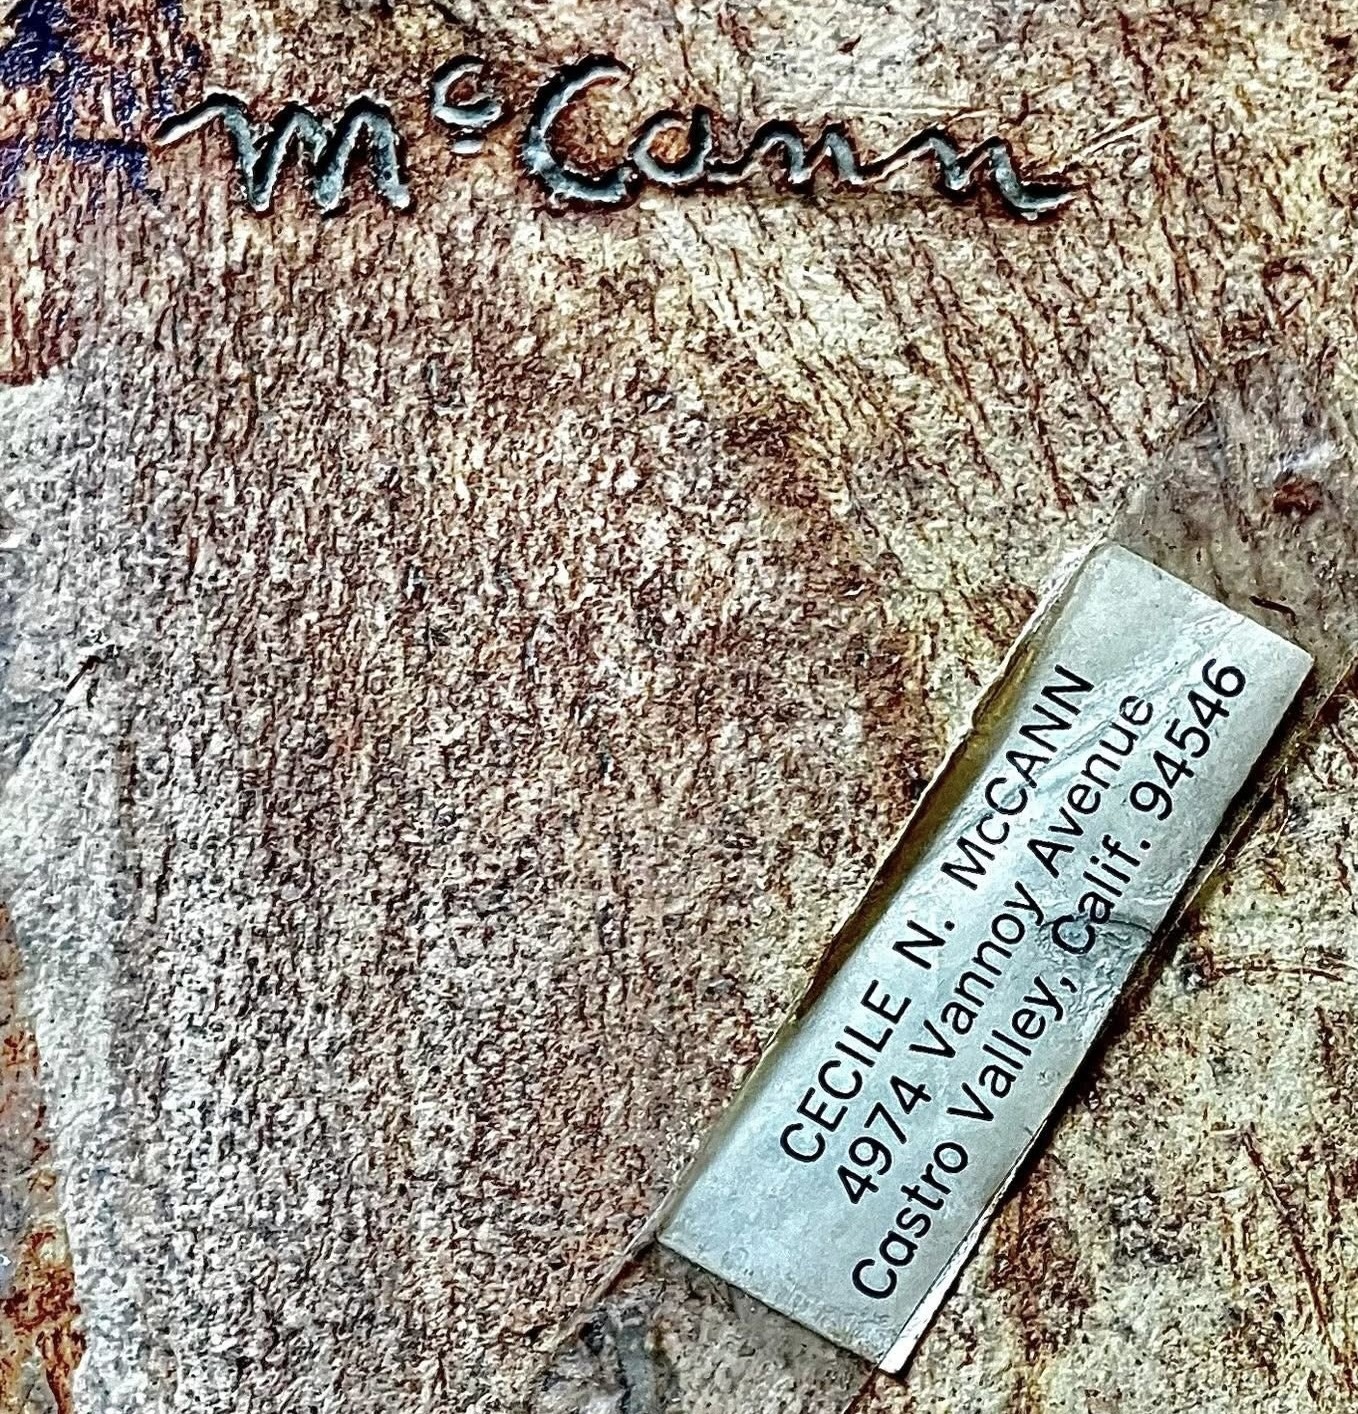 McCann
CECILE N. McCANN
4974 Vannoy Avenue
Castro Valley, Calif. 94546